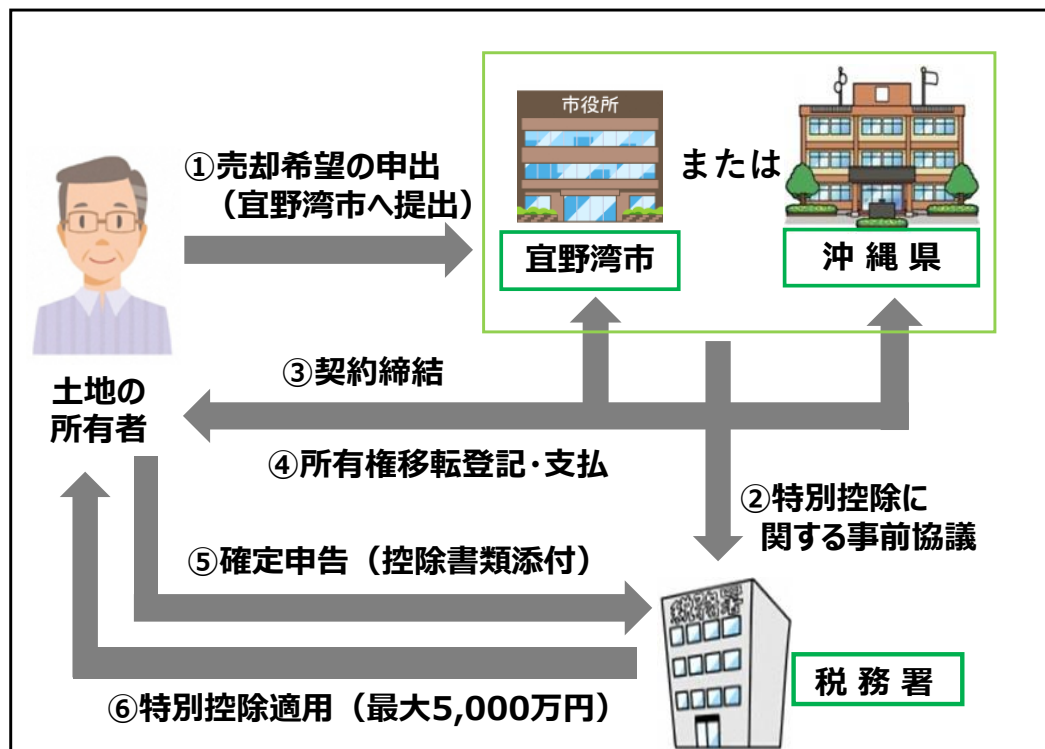 ①売却希望の申出
（宜野湾市へ提出）
市役所
または
宜野湾市
沖縄県
土地の
所有者
③契約締結
④所有権移転登記・支払
②特別控除に
関する事前協議
⑤確定申告（控除書類添付）
税務署
税務署
⑥特別控除適用（最大5,000万円）